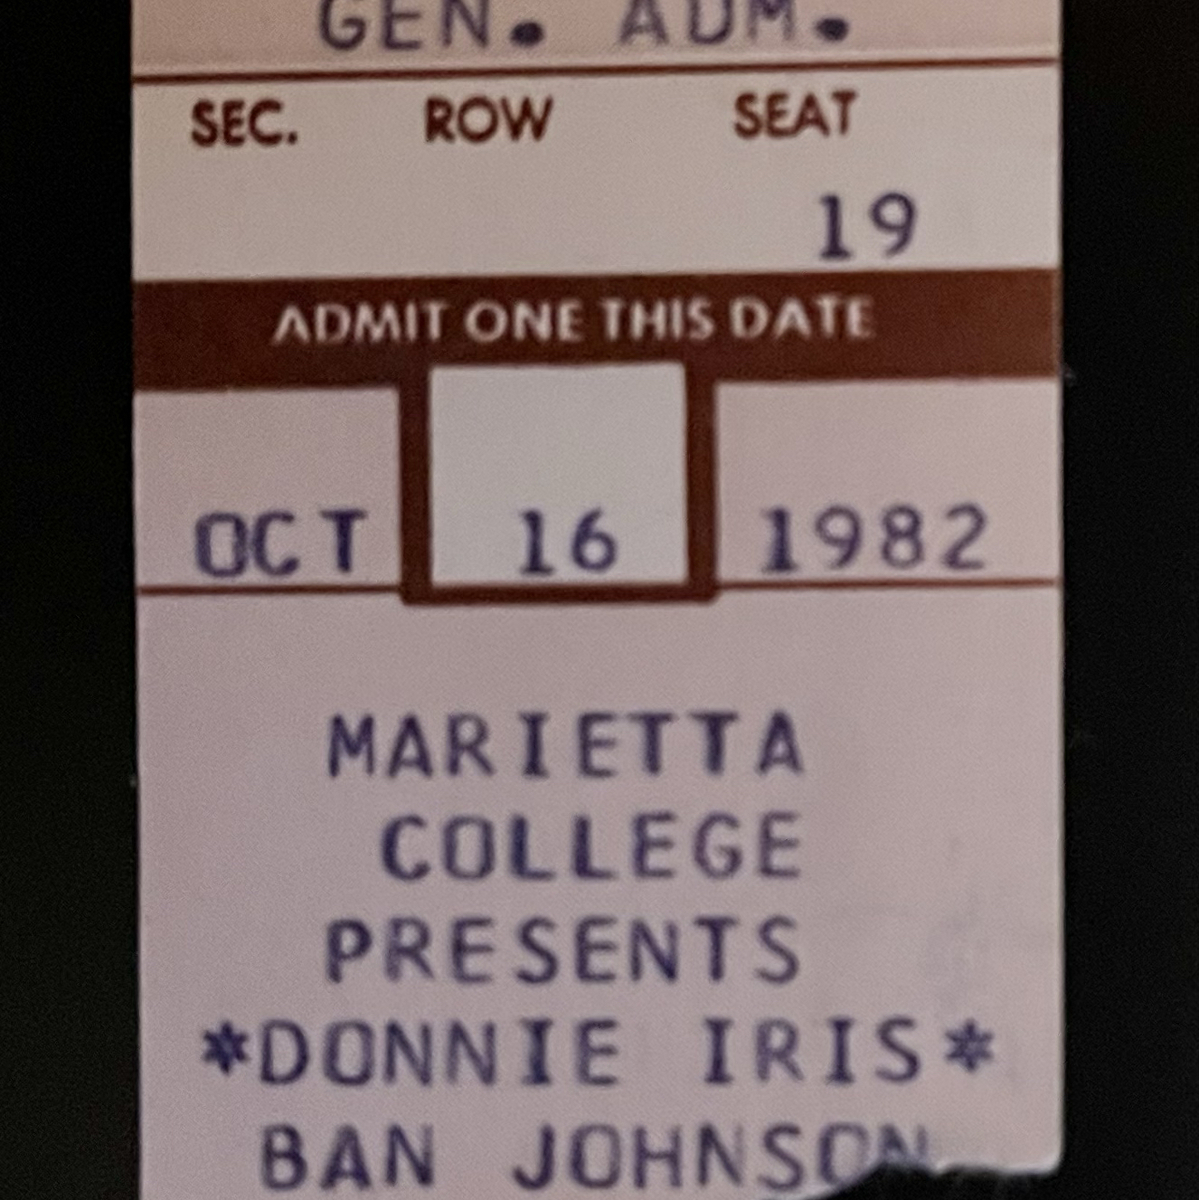 GEN. ADM.
SEC. ROW SEAT
19
ADMIT ONE THIS DATE
OCT 16 1982
MARIETTA
COLLEGE
PRESENTS
*DONNIE IRIS*
BAN JOHNSON